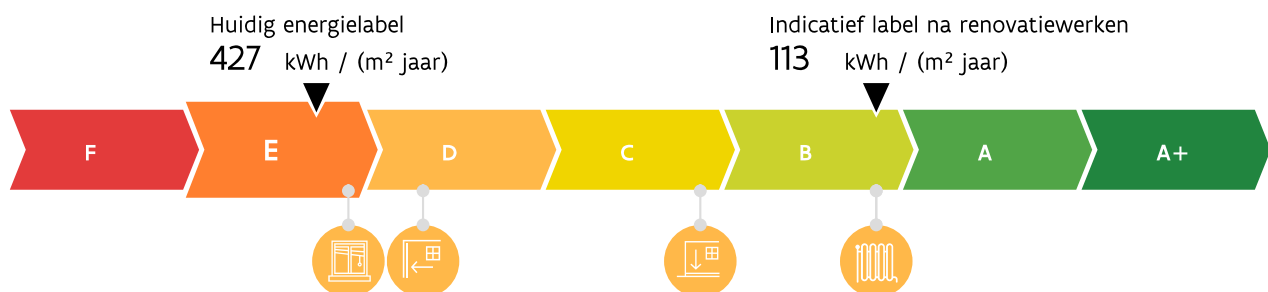 Huidig energielabel
427 kWh / (m² jaar)
Indicatief label na renovatiewerken
113 kWh / (m² jaar)
F E D C B A A+